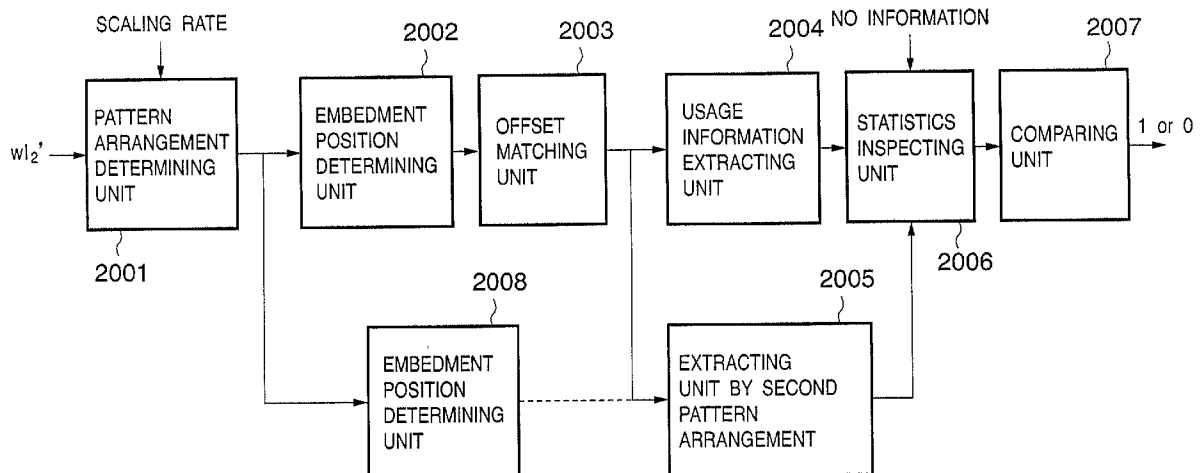 SCALING RATE
NO INFORMATION
2002
2003
2004
2007
wI₂'
PATTERN
ARRANGEMENT
DETERMINING
UNIT
EMBEDMENT
POSITION
DETERMINING
UNIT
OFFSET
MATCHING
UNIT
USAGE
INFORMATION
EXTRACTING
UNIT
STATISTICS
INSPECTING
UNIT
COMPARING
UNIT
1 or 0
2001
2006
2008
2005
EMBEDMENT
POSITION
DETERMINING
UNIT
EXTRACTING
UNIT BY SECOND
PATTERN
ARRANGEMENT